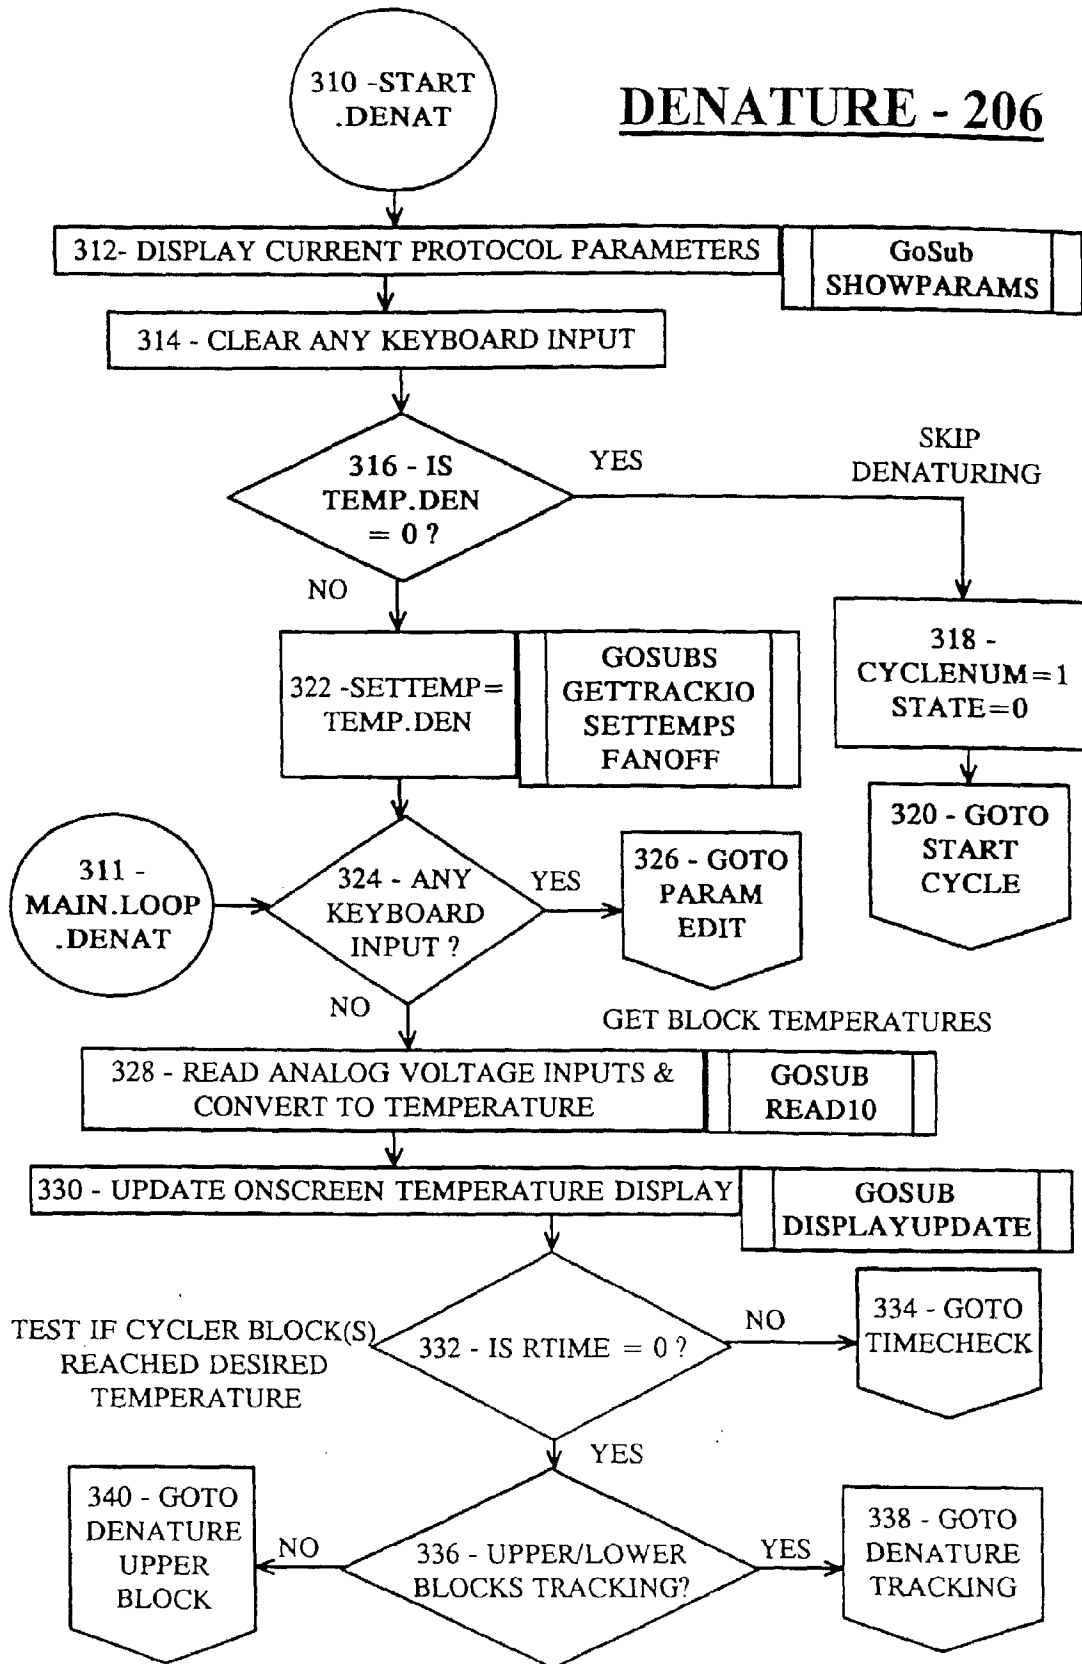 310 -START
.DENAT
DENATURE - 206
312- DISPLAY CURRENT PROTOCUL PARAMETERS
GoSub
SHOWPARAMS
314 - CLEAR ANY KEYBOARD INPUT
316 - IS
TEMP.DEN
= 0 ?
YES
SKIP
DENATURING
NO
318 -
CYCLENUM=1
STATE=0
322 -SETTEMP=
TEMP.DEN
GOSUBS
GETTRACKIO
SETTEMPS
FANOFF
320 - GOTO
START
CYCLE
311 -
MAIN.LOOP
.DENAT
324 - ANY
KEYBOARD
INPUT ?
YES
326 - GOTO
PARAM
EDIT
NO
GET BLOCK TEMPERATURES
328 - READ ANALOG VOLTAGE INPUTS &
CONVERT TO TEMPERATURE
GOSUB
READ10
330 - UPDATE ONSCREEN TEMPERATURE DISPLAY
GOSUB
DISPLAYUPDATE
TEST IF CYCLER BLOCK(S)
REACHED DESIRED
TEMPERATURE
332 - IS RTIME = 0 ?
NO
334 - GOTO
TIMECHECK
YES
340 - GOTO
DENATURE
UPPER
BLOCK
NO
336 - UPPER/LOWER
BLOCKS TRACKING?
YES
338 - GOTO
DENATURE
TRACKING